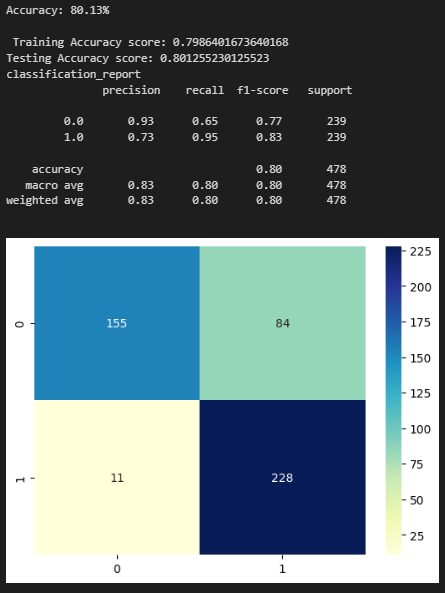 Accuracy: 80.13%
Training Accuracy score: 0.7986401673640168
Testing Accuracy score: 0.801255230125523
classification_report
precision recall f1-score support
0.0 0.93 0.65 0.77 239
1.0 0.73 0.95 0.83 239
accuracy 0.80 478
macro avg 0.83 0.80 0.80 478
weighted avg 0.83 0.80 0.80 478
0 155 84
1 11 228
0 1
225
200
175
150
125
100
75
50
25